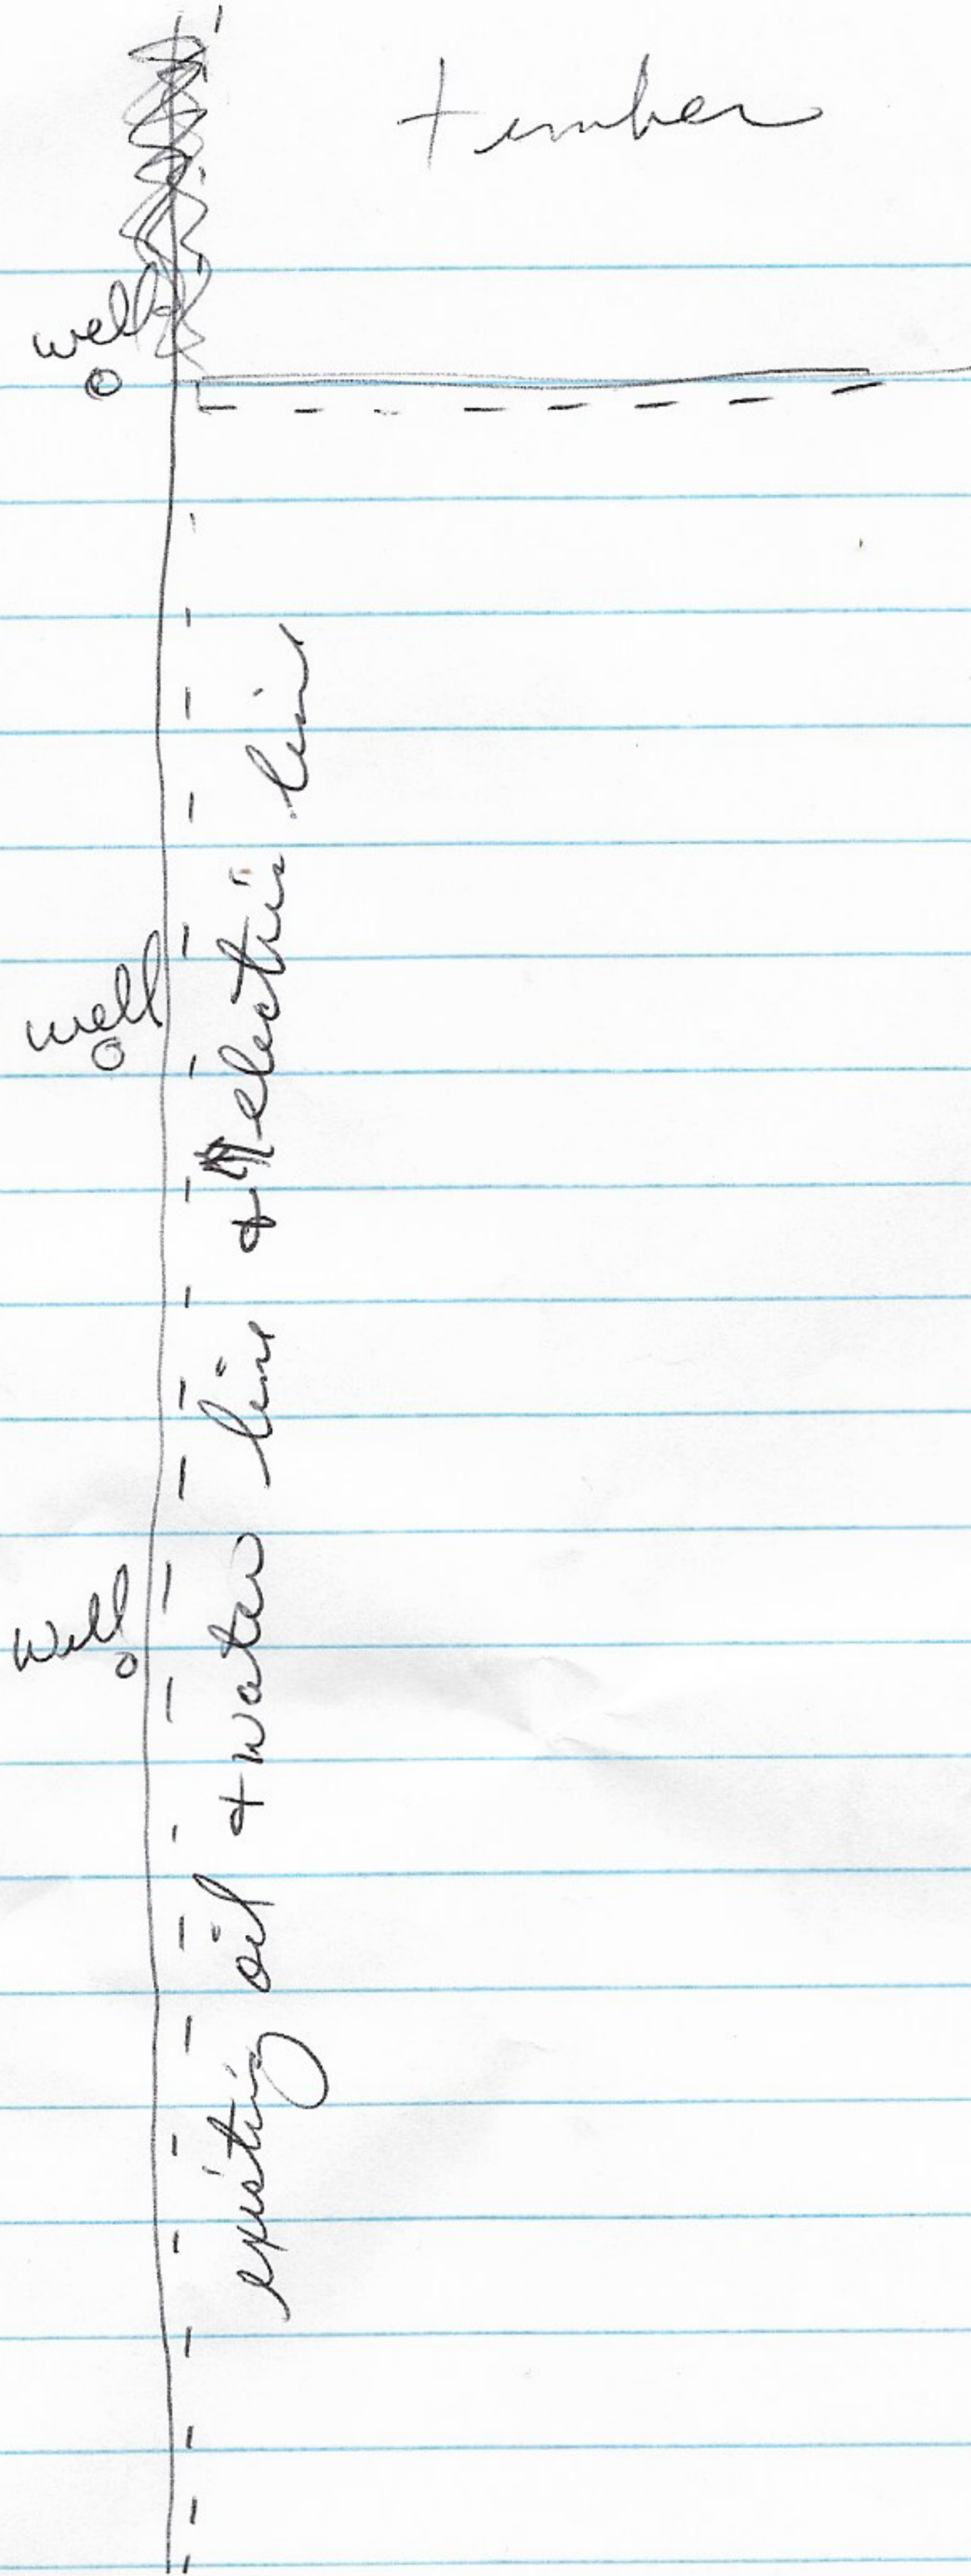 timber
well
well
well
existing oil + water line + electric line